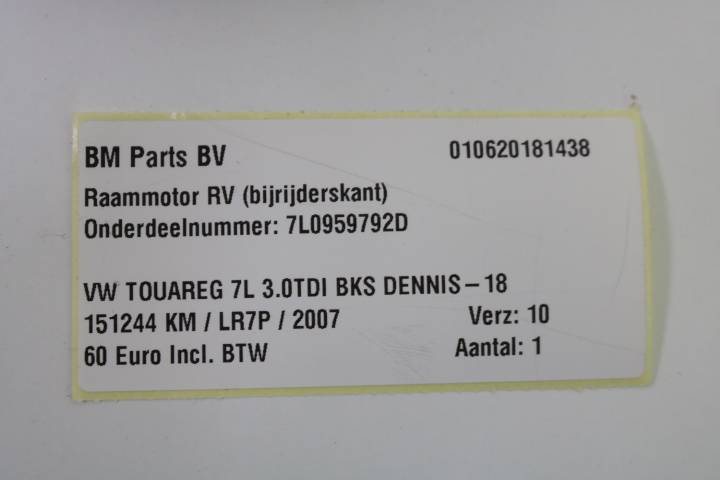 BM Parts BV 010620181438
Raammotor RV (bijrijderskant)
Onderdeelnummer: 7L0959792D
VW TOUAREG 7L 3.0TDI BKS DENNIS-18
151244 KM / LR7P / 2007 Verz: 10
60 Euro Incl. BTW Aantal: 1